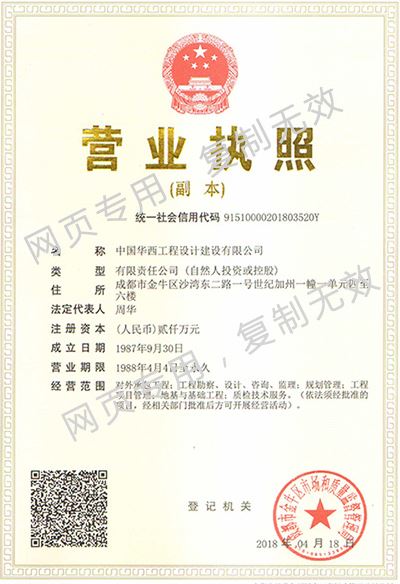 营业执照
(副本)
统一社会信用代码 91510000201803520Y
名称 中国华西工程设计建设有限公司
类型 有限责任公司（自然人投资或控股）
住所 成都市金牛区沙湾东二路一号世纪加州一幢一单元四至
六楼
法定代表人 周华
注册资本 (人民币)贰仟万元
成立日期 1987年9月30日
营业期限 1988年4月4日至永久
经营范围 对外承包工程；工程勘察、设计、咨询、监理；规划管理；工程
项目管理、地基与基础工程；质检技术服务。（依法须经批准的
项目，经相关部门批准后方可开展经营活动）。
登记机关
2018 年 04 月 18 日
网页专用，复制无效
网页专用，复制无效